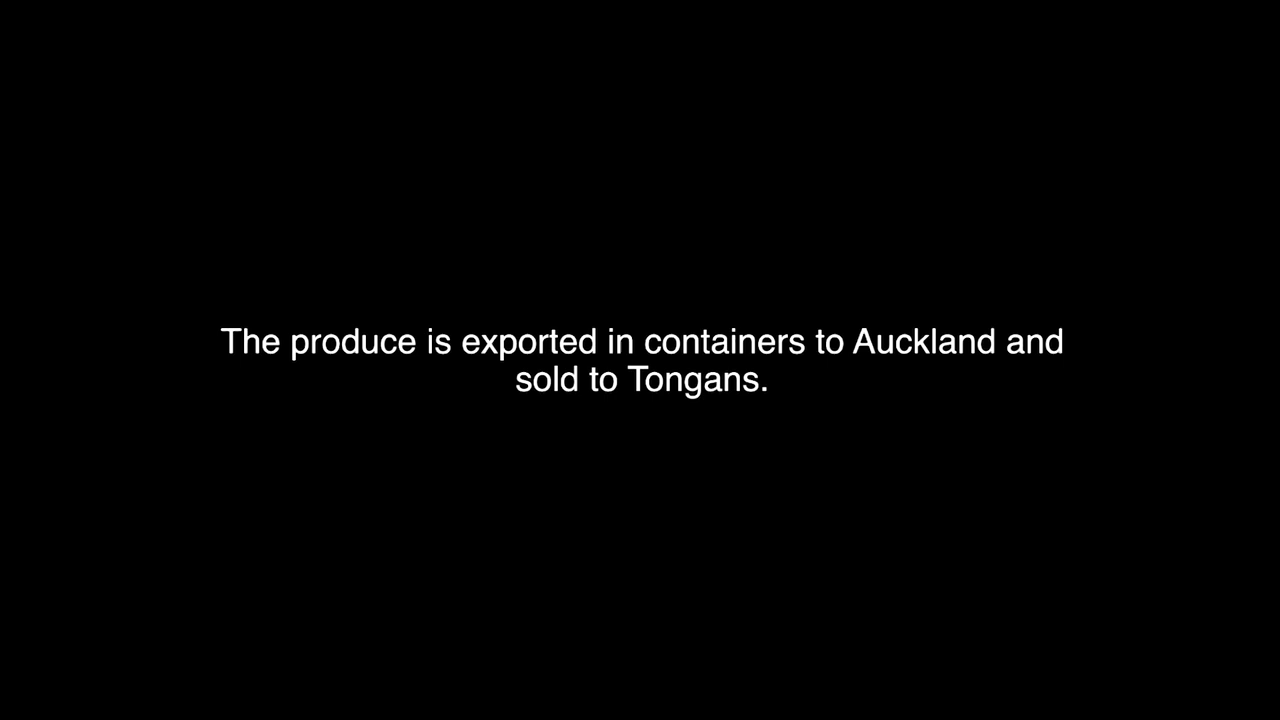 The produce is exported in containers to Auckland and
sold to Tongans.